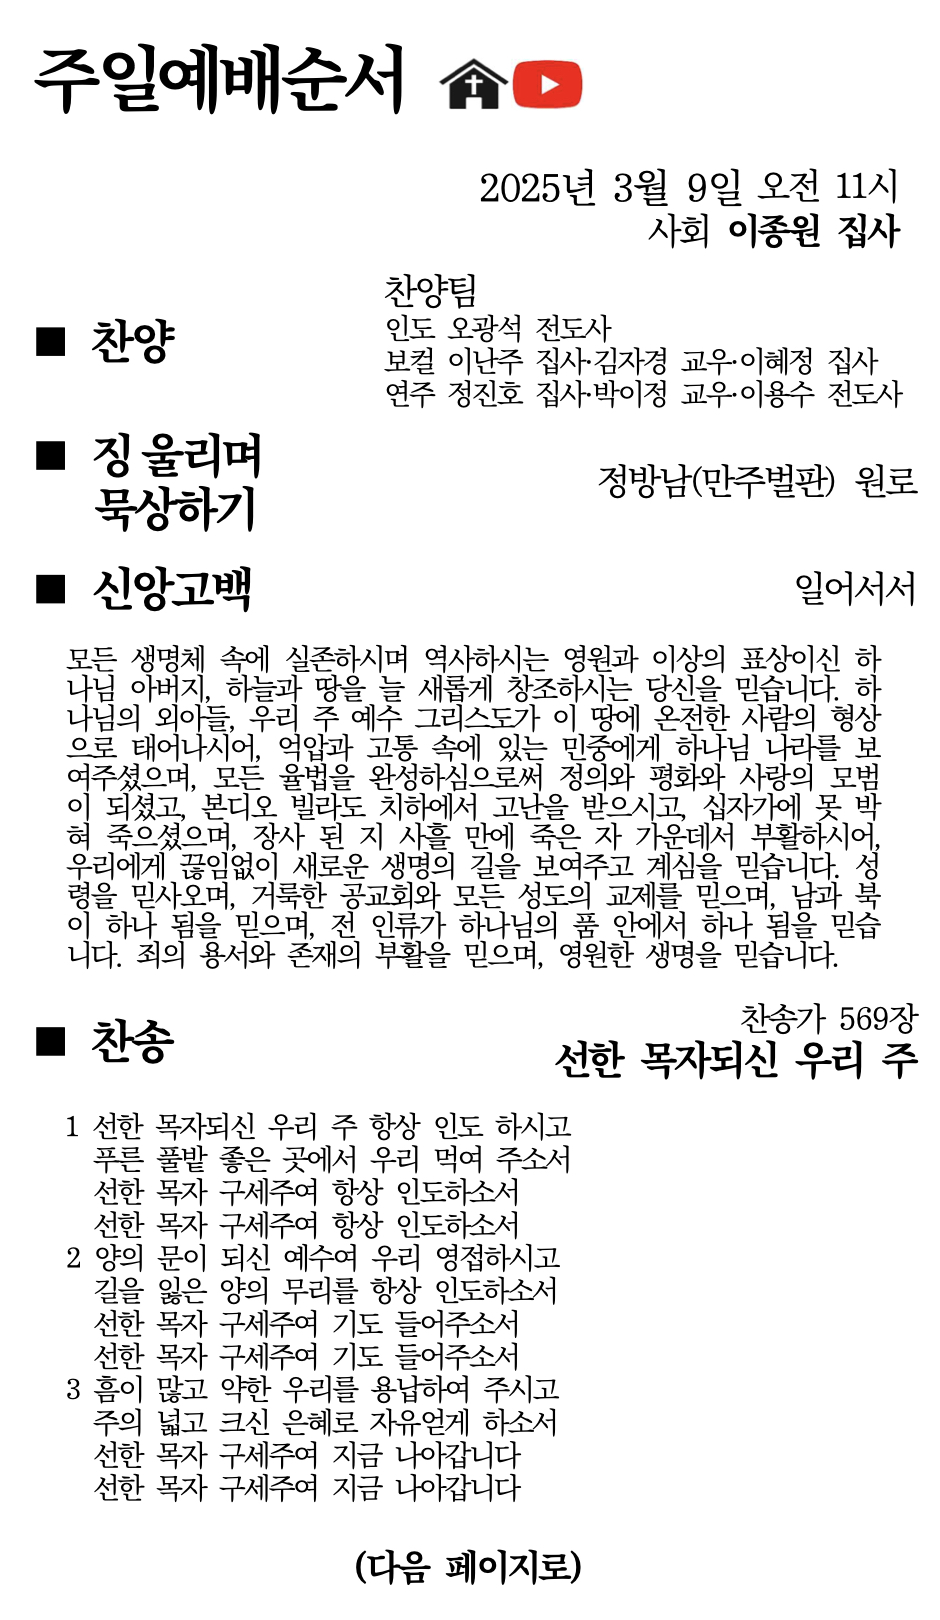 주일예배순서
2025년 3월 9일 오전 11시
사회 이종원 집사
■ 찬양
찬양팀
인도 오광석 전도사
보컬 이난주 집사·김자경 교우·이혜정 집사
연주 정진호 집사·박이정 교우·이용수 전도사
■ 징 울리며
묵상하기
정방남(만주벌판) 원로
■ 신앙고백 일어서서
모든 생명체 속에 실존하시며 역사하시는 영원과 이상의 표상이신 하
나님 아버지, 하늘과 땅을 늘 새롭게 창조하시는 당신을 믿습니다. 하
나님의 외아들, 우리 주 예수 그리스도가 이 땅에 온전한 사람의 형상
으로 태어나시어, 억압과 고통 속에 있는 민중에게 하나님 나라를 보
여주셨으며, 모든 율법을 완성하심으로써 정의와 평화와 사랑의 모범
이 되셨고, 본디오 빌라도 치하에서 고난을 받으시고, 십자가에 못 박
혀 죽으셨으며, 장사 된 지 사흘 만에 죽은 자 가운데서 부활하시어,
우리에게 끊임없이 새로운 생명의 길을 보여주고 계심을 믿습니다. 성
령을 믿사오며, 거룩한 공교회와 모든 성도의 교제를 믿으며, 남과 북
이 하나 됨을 믿으며, 전 인류가 하나님의 품 안에서 하나 됨을 믿습
니다. 죄의 용서와 존재의 부활을 믿으며, 영원한 생명을 믿습니다.
■ 찬송
찬송가 569장
선한 목자되신 우리 주
1 선한 목자되신 우리 주 항상 인도 하시고
푸른 풀밭 좋은 곳에서 우리 먹여 주소서
선한 목자 구세주여 항상 인도하소서
선한 목자 구세주여 항상 인도하소서
2 양의 문이 되신 예수여 우리 영접하시고
길을 잃은 양의 무리를 항상 인도하소서
선한 목자 구세주여 기도 들어주소서
선한 목자 구세주여 기도 들어주소서
3 흠이 많고 약한 우리를 용납하여 주시고
주의 넓고 크신 은혜로 자유얻게 하소서
선한 목자 구세주여 지금 나아갑니다
선한 목자 구세주여 지금 나아갑니다
(다음 페이지로)